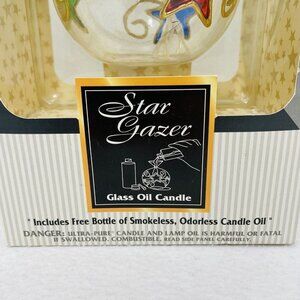 Star
Gazer
Glass Oil Candle
"Includes Free Bottle of Smokeless, Odorless Candle Oil"
DANGER: ULTRA-PURE® CANDLE AND LAMP OIL IS HARMFUL OR FATAL
IF SWALLOWED. COMBUSTIBLE. READ SIDE PANEL CAREFULLY.